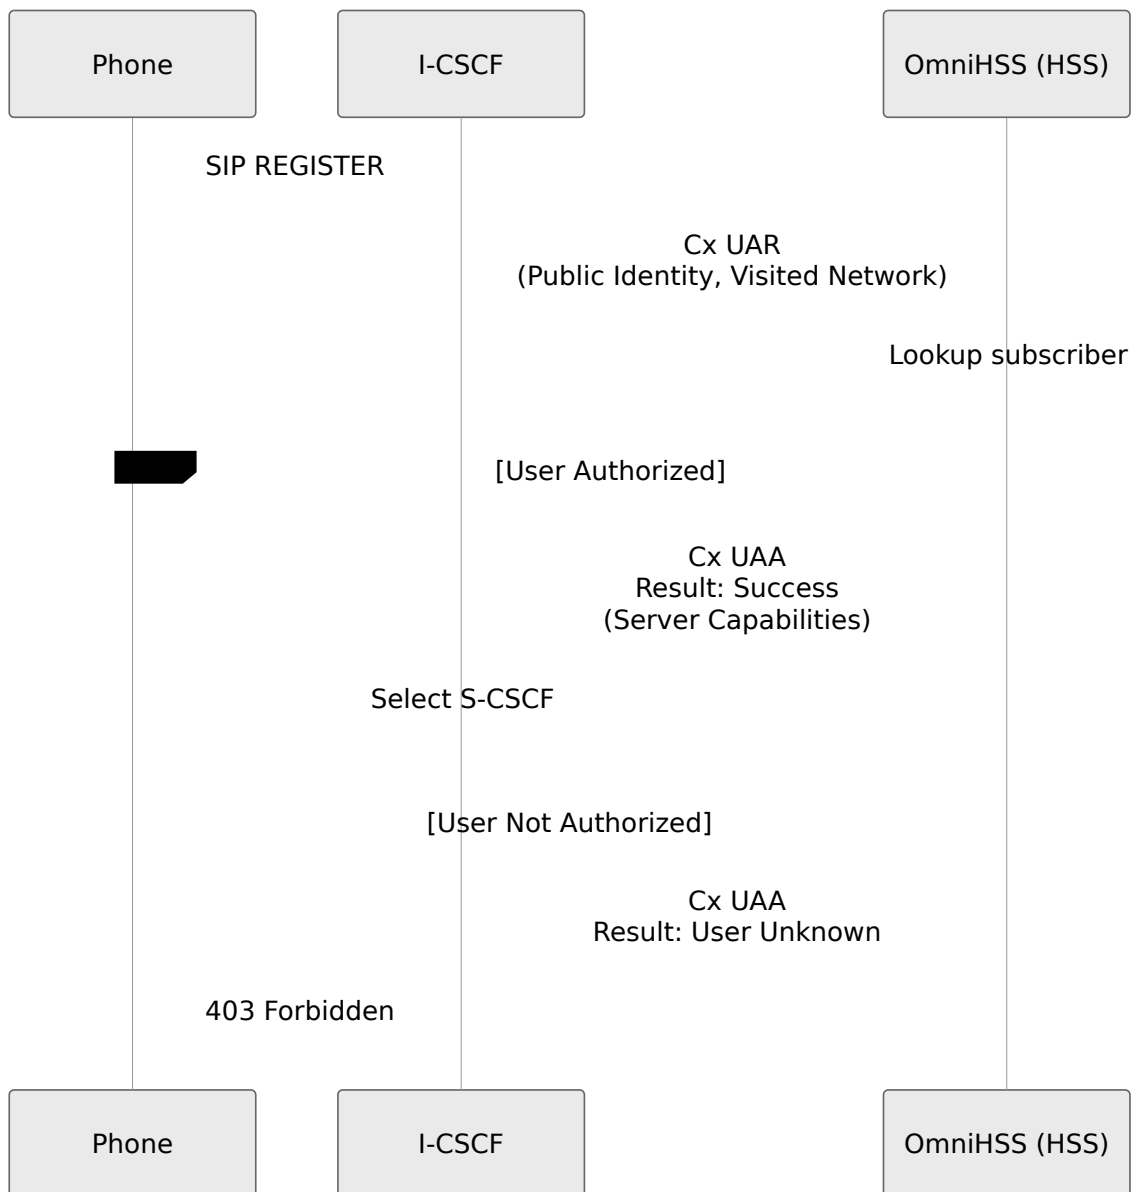 Phone
I-CSCF
OmniHSS (HSS)
SIP REGISTER
Cx UAR
(Public Identity, Visited Network)
Lookup subscriber
[User Authorized]
Cx UAA
Result: Success
(Server Capabilities)
Select S-CSCF
[User Not Authorized]
Cx UAA
Result: User Unknown
403 Forbidden
Phone
I-CSCF
OmniHSS (HSS)